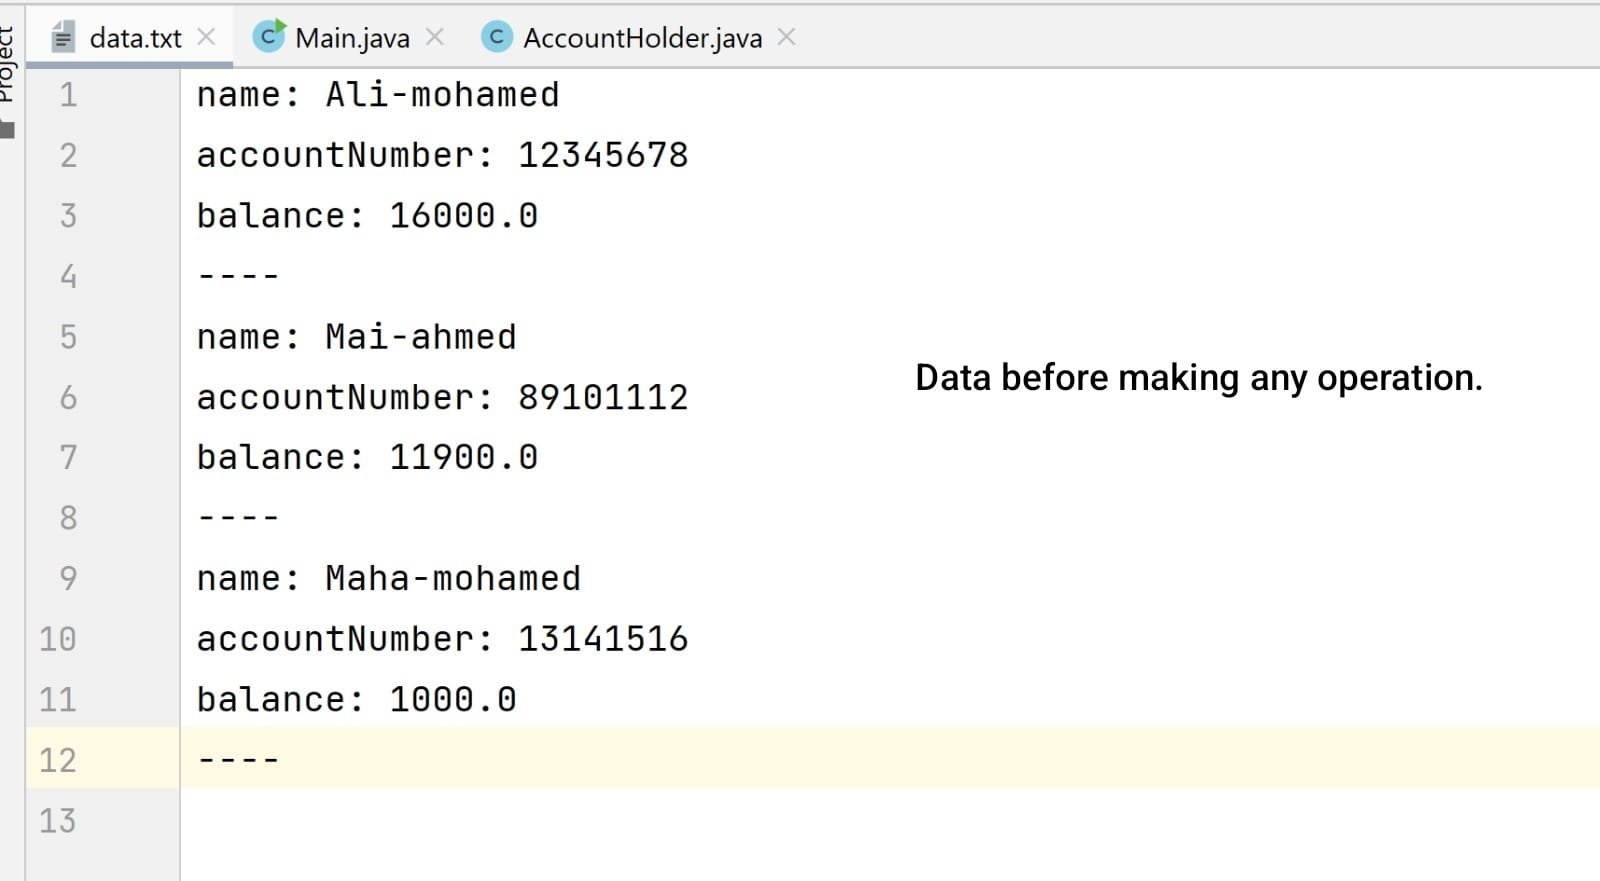 Project
data.txt
Main.java
AccountHolder.java
1 name: Ali-mohamed
2 accountNumber: 12345678
3 balance: 16000.0
4 ----
5 name: Mai-ahmed
6 accountNumber: 89101112
7 balance: 11900.0
8 ----
9 name: Maha-mohamed
10 accountNumber: 13141516
11 balance: 1000.0
12 ----
13
Data before making any operation.